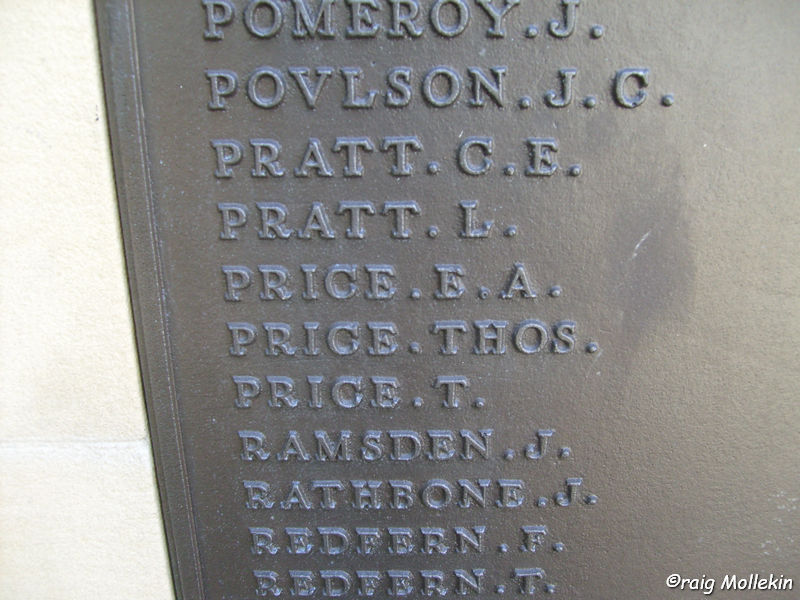 POMEROY.J.
POVLSON.J.C.
PRATT.C.E.
PRATT.L.
PRICE.E.A.
PRICE.THOS.
PRICE.T.
RAMSDEN.J.
RATHBONE.J.
REDFERN.F.
REDFERN.T.
©raig Mollekin